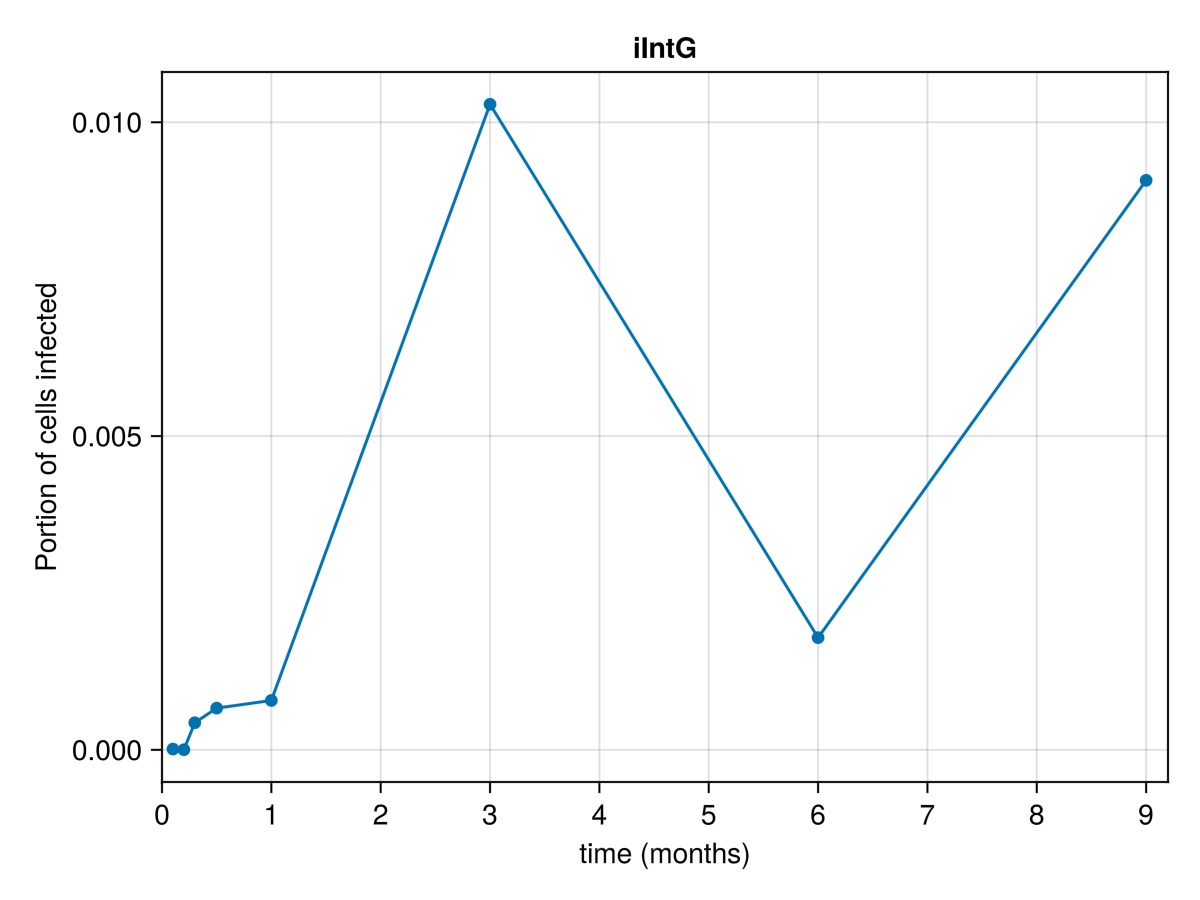 iIntG
Portion of cells infected
0.010
0.005
0.000
0 1 2 3 4 5 6 7 8 9
time (months)